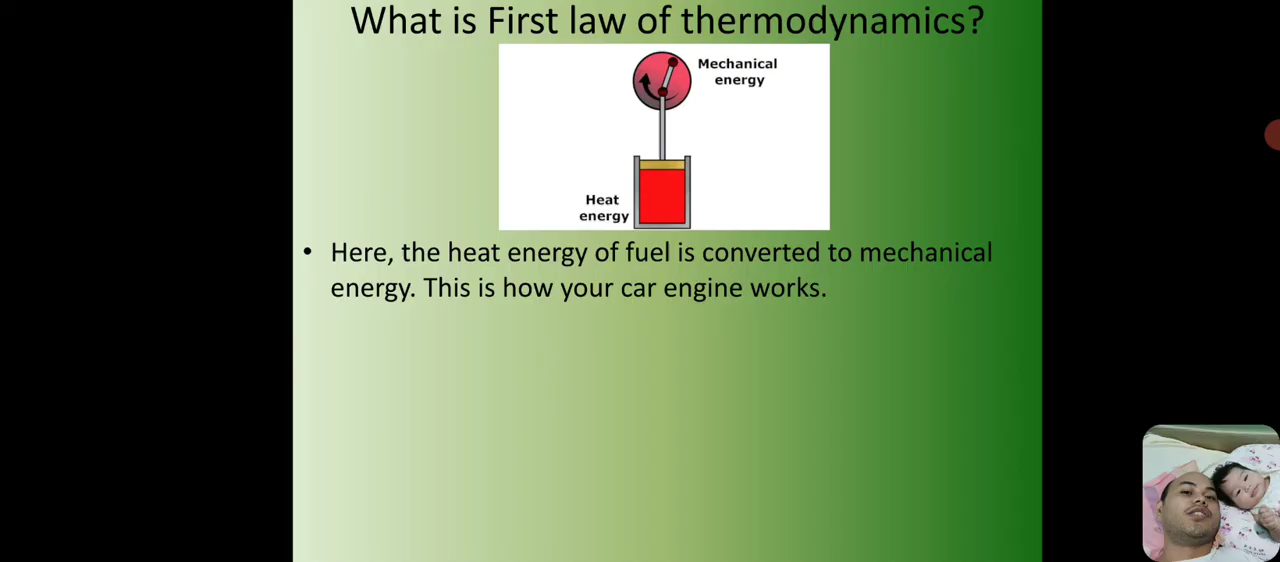 What is First law of thermodynamics?
Mechanical
energy
Heat
energy
• Here, the heat energy of fuel is converted to mechanical
energy. This is how your car engine works.